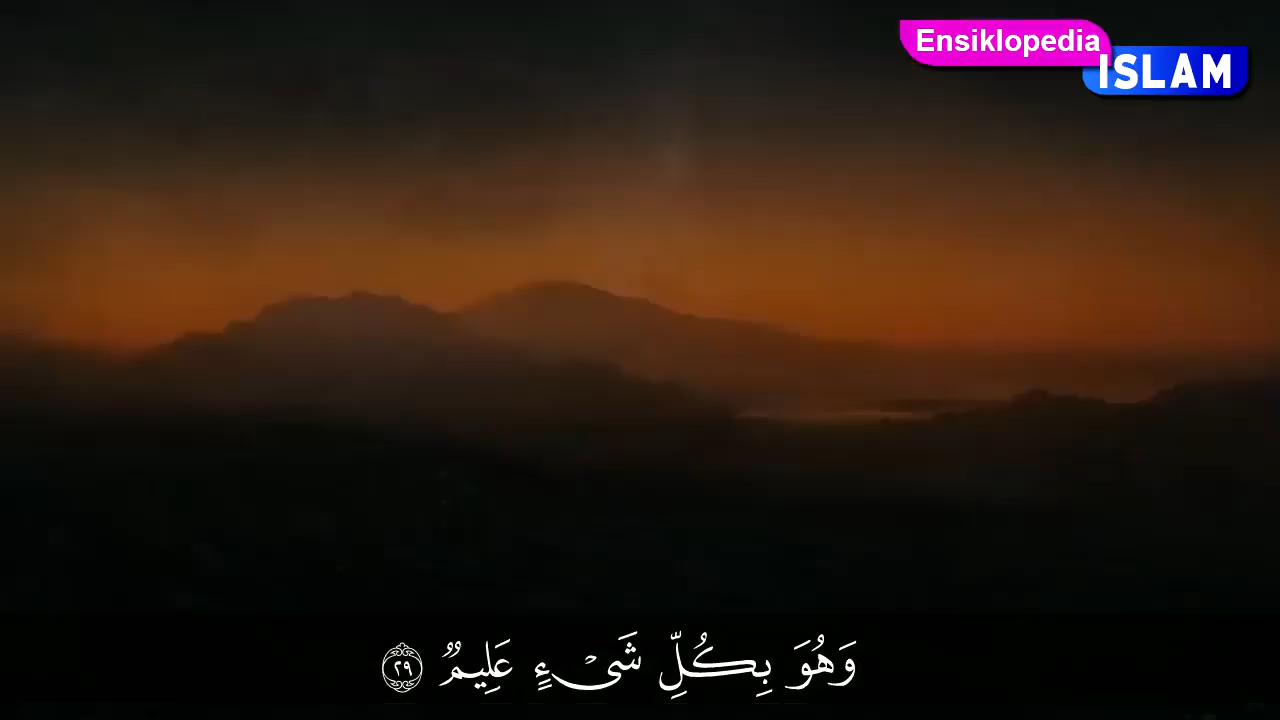 Ensiklopedia
ISLAM
وَهُوَ بِكُلِّ شَىْءٍ عَلِيمٌ ٢٩